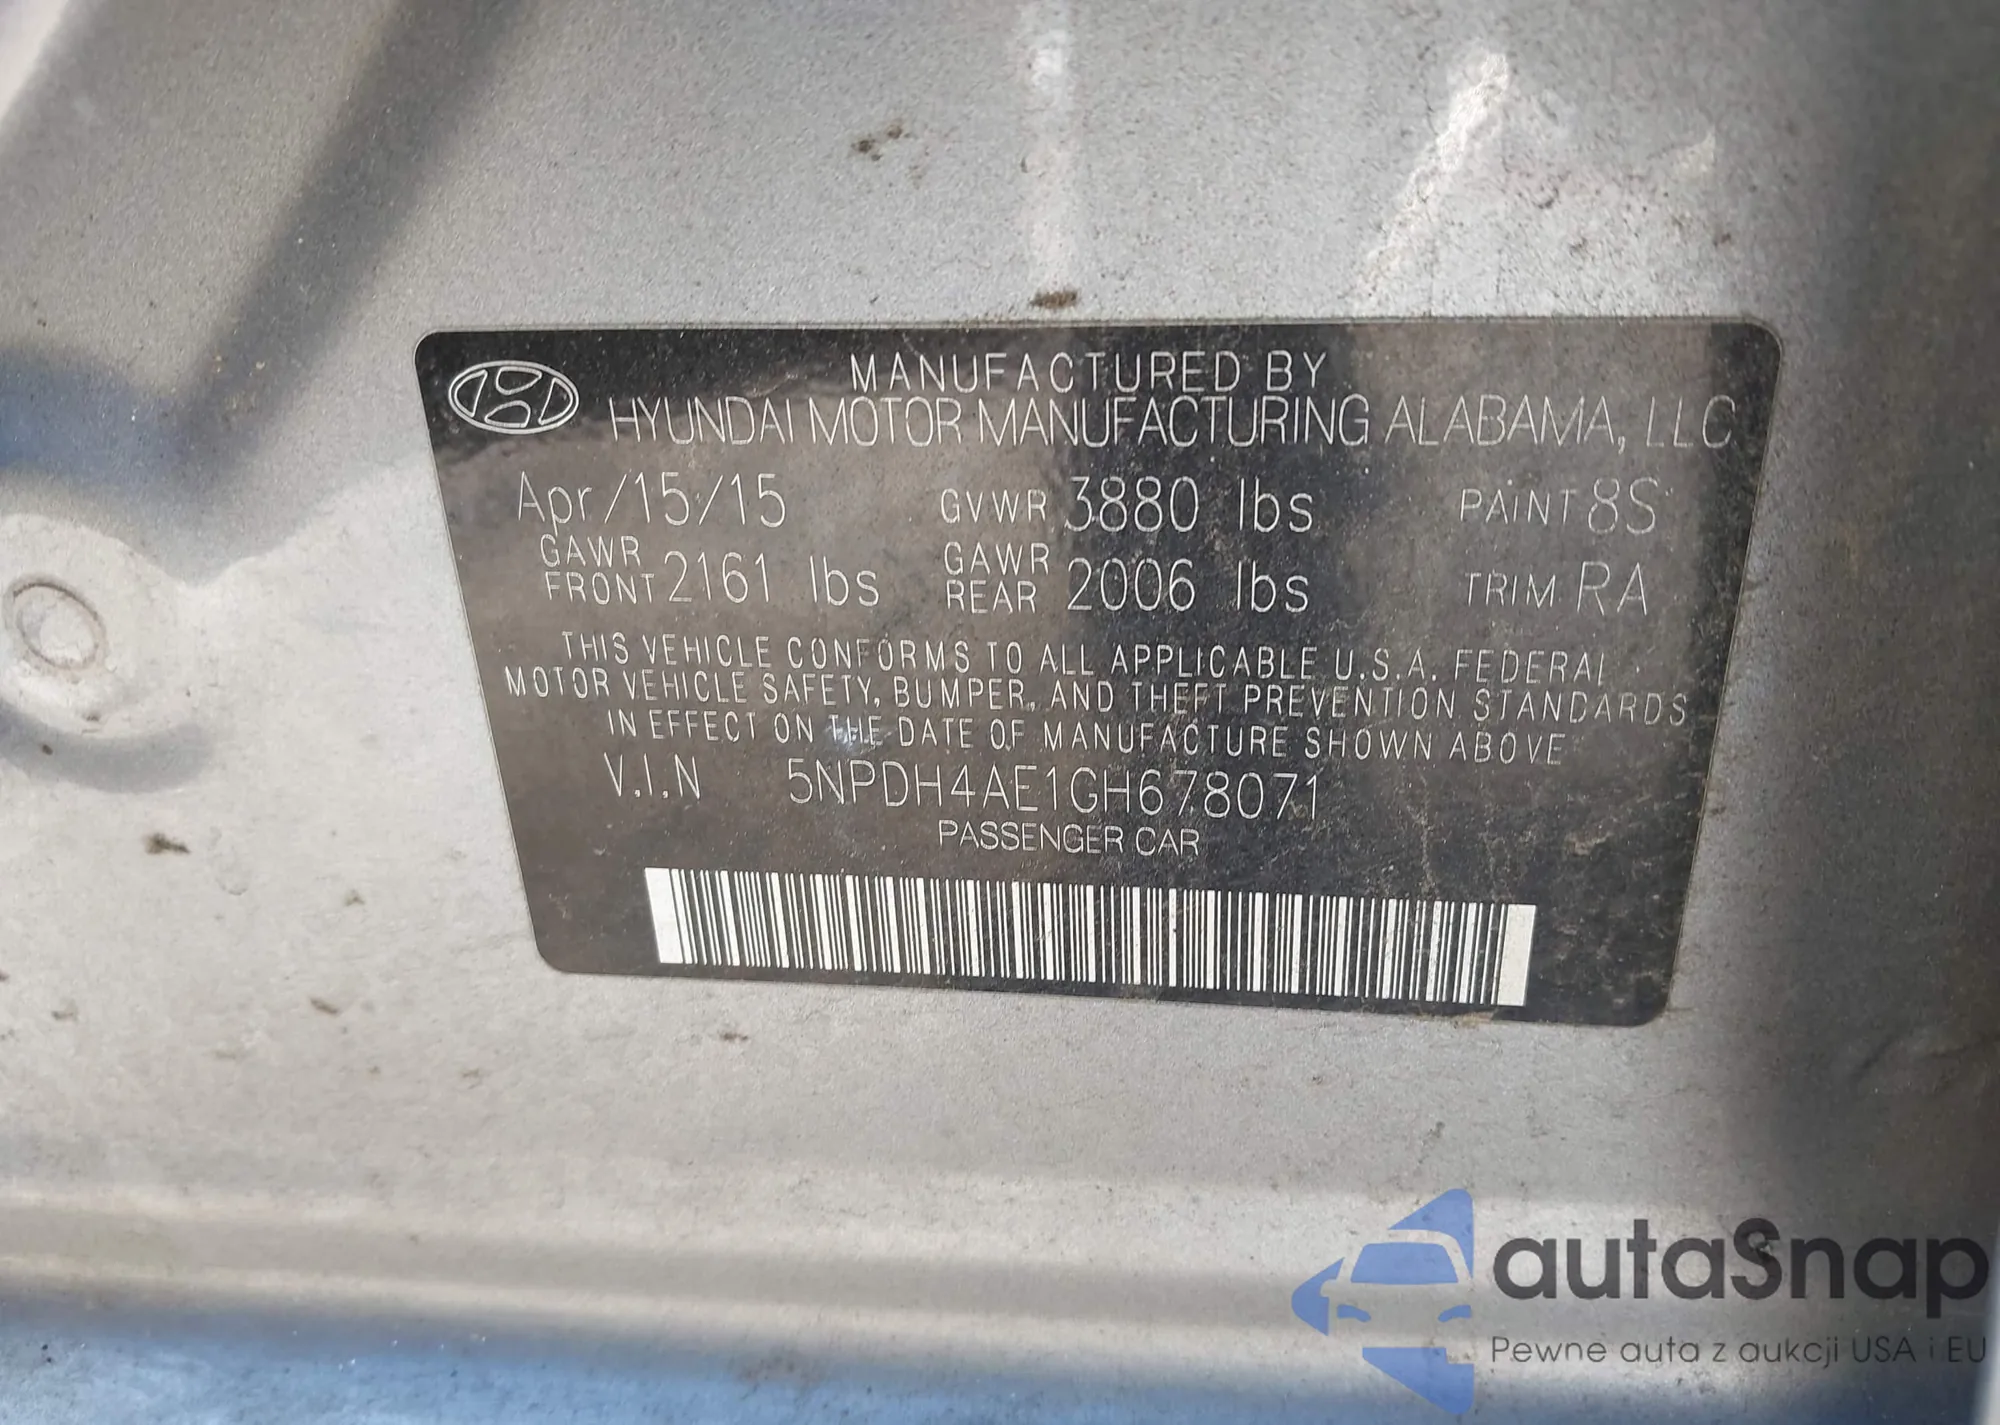 MANUFACTURED BY
HYUNDAI MOTOR MANUFACTURING ALABAMA, LLC
Apr/15/15 GVWR 3880 lbs PAINT 8S
GAWR FRONT 2161 lbs GAWR REAR 2006 lbs TRIM RA
THIS VEHICLE CONFORMS TO ALL APPLICABLE U.S.A. FEDERAL
MOTOR VEHICLE SAFETY, BUMPER, AND THEFT PREVENTION STANDARDS
IN EFFECT ON THE DATE OF MANUFACTURE SHOWN ABOVE
V.I.N 5NPDH4AE1GH678071
PASSENGER CAR
autaSnap
Pewne auta z aukcji USA i EU